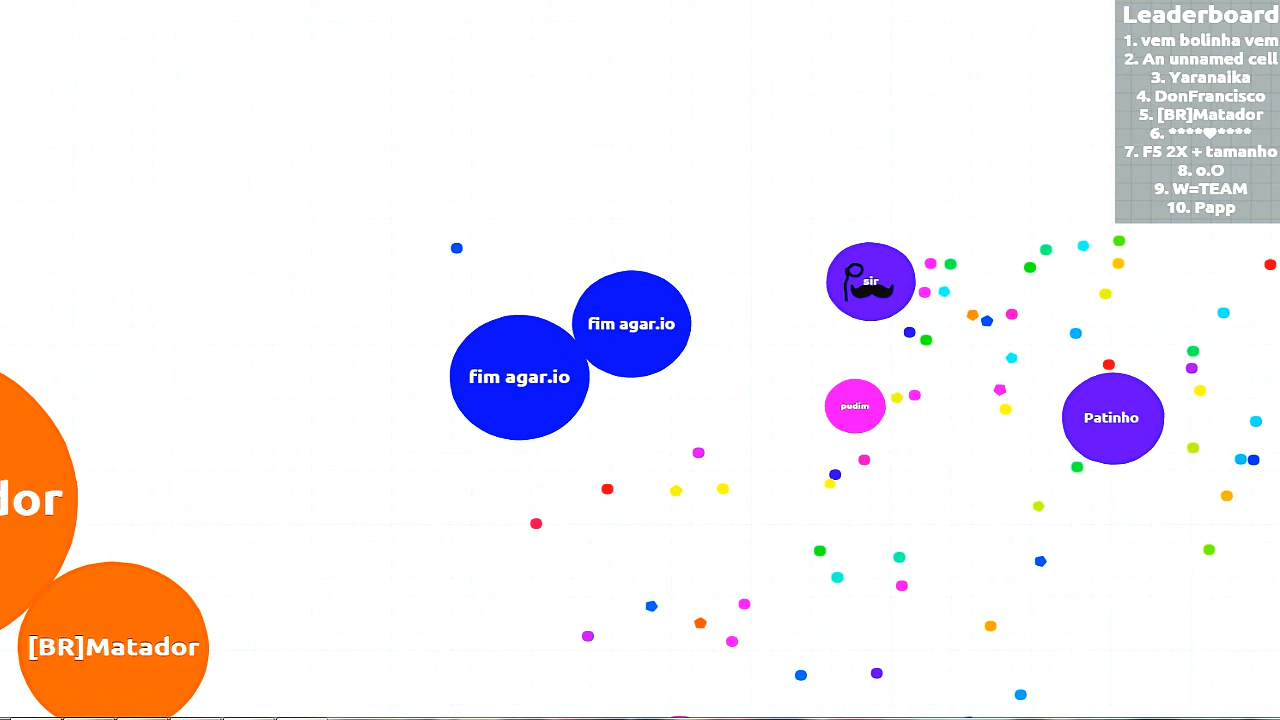 Leaderboard
1. vem bolinha vem
2. An unnamed cell
3. Yaranaika
4. DonFrancisco
5. [BR]Matador
6. ****♥****
7. F5 2X + tamanho
8. o.O
9. W=TEAM
10. Papp
sir
fim agar.io
fim agar.io
pudim
Patinho
dor
[BR]Matador